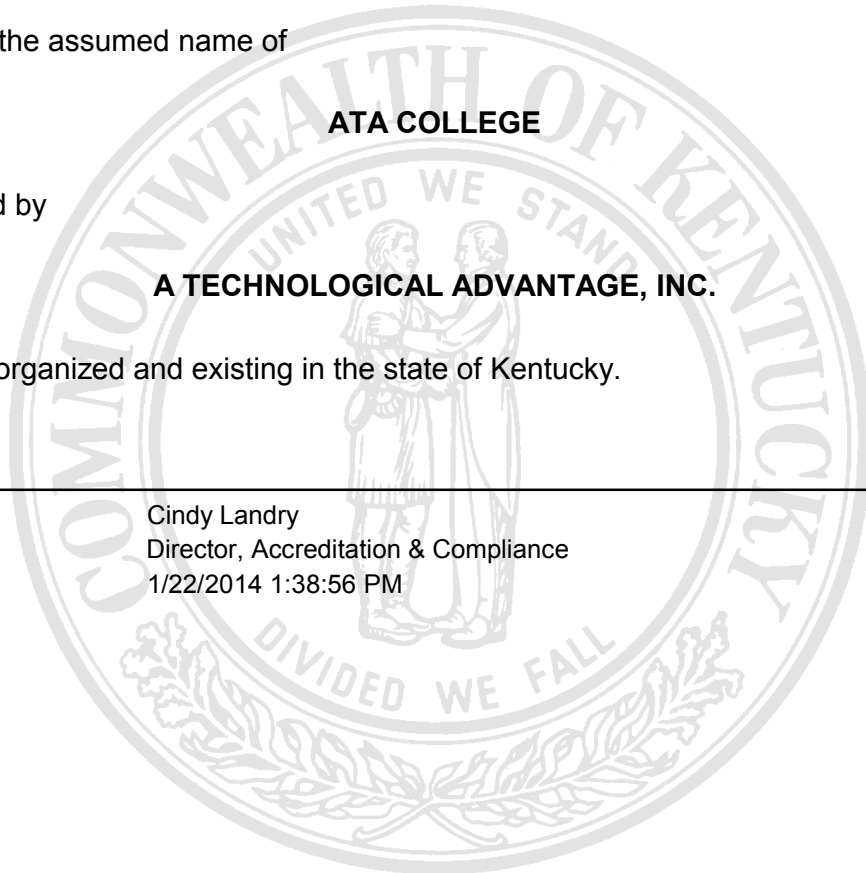 the assumed name of
ATA COLLEGE
d by
A TECHNOLOGICAL ADVANTAGE, INC.
organized and existing in the state of Kentucky.
Cindy Landry
Director, Accreditation & Compliance
1/22/2014 1:38:56 PM
COMMONWEALTH OF KENTUCKY
UNITED WE STAND
DIVIDED WE FALL